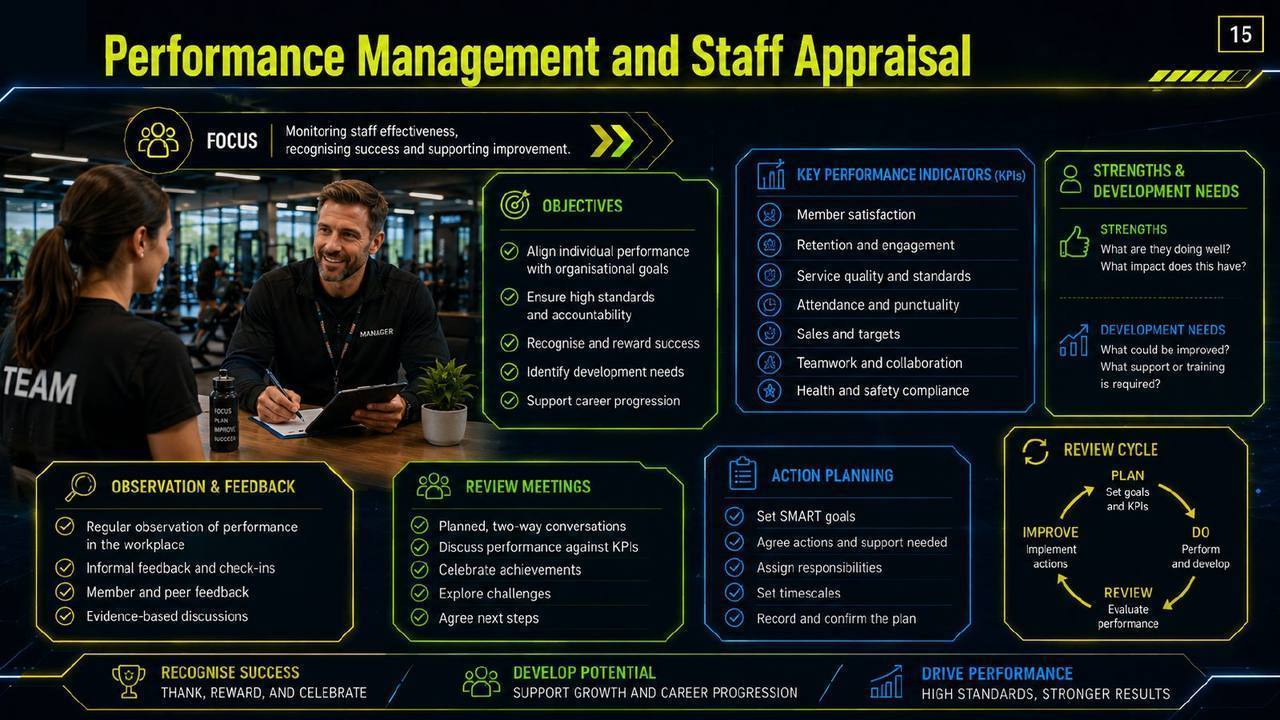 Performance Management and Staff Appraisal
15
FOCUS
Monitoring staff effectiveness,
recognising success and supporting improvement.
TEAM
MANAGER
FOCUS
PLAN
IMPROVE
SUCCEED
OBJECTIVES
Align individual performance
with organisational goals
Ensure high standards
and accountability
Recognise and reward success
Identify development needs
Support career progression
KEY PERFORMANCE INDICATORS (KPIs)
Member satisfaction
Retention and engagement
Service quality and standards
Attendance and punctuality
Sales and targets
Teamwork and collaboration
Health and safety compliance
STRENGTHS &
DEVELOPMENT NEEDS
STRENGTHS
What are they doing well?
What impact does this have?
DEVELOPMENT NEEDS
What could be improved?
What support or training
is required?
OBSERVATION & FEEDBACK
Regular observation of performance
in the workplace
Informal feedback and check-ins
Member and peer feedback
Evidence-based discussions
REVIEW MEETINGS
Planned, two-way conversations
Discuss performance against KPIs
Celebrate achievements
Explore challenges
Agree next steps
ACTION PLANNING
Set SMART goals
Agree actions and support needed
Assign responsibilities
Set timescales
Record and confirm the plan
REVIEW CYCLE
PLAN
Set goals
and KPIs
DO
Perform
and develop
REVIEW
Evaluate
performance
IMPROVE
Implement
actions
RECOGNISE SUCCESS
THANK, REWARD, AND CELEBRATE
DEVELOP POTENTIAL
SUPPORT GROWTH AND CAREER PROGRESSION
DRIVE PERFORMANCE
HIGH STANDARDS, STRONGER RESULTS